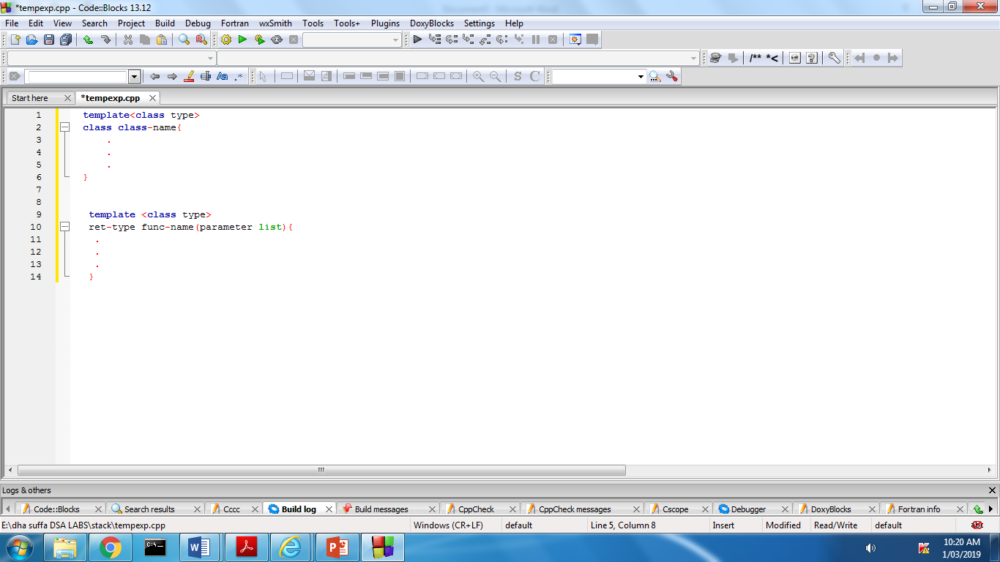 *tempexp.cpp - Code::Blocks 13.12
File Edit View Search Project Build Debug Fortran wxSmith Tools Tools+ Plugins DoxyBlocks Settings Help
/** *<
Aa .*
S C
Start here *tempexp.cpp
1 template<class type>
2 class class-name{
3 .
4 .
5 .
6 }
7
8
9 template <class type>
10 ret-type func-name(parameter list){
11 .
12 .
13 .
14 }
Logs & others
Code::Blocks Search results Cccc Build log Build messages CppCheck CppCheck messages Cscope Debugger DoxyBlocks Fortran info
E:\dha suffa DSA LABS\stack\tempexp.cpp Windows (CR+LF) default Line 5, Column 8 Insert Modified Read/Write default abc
10:20 AM
1/03/2019